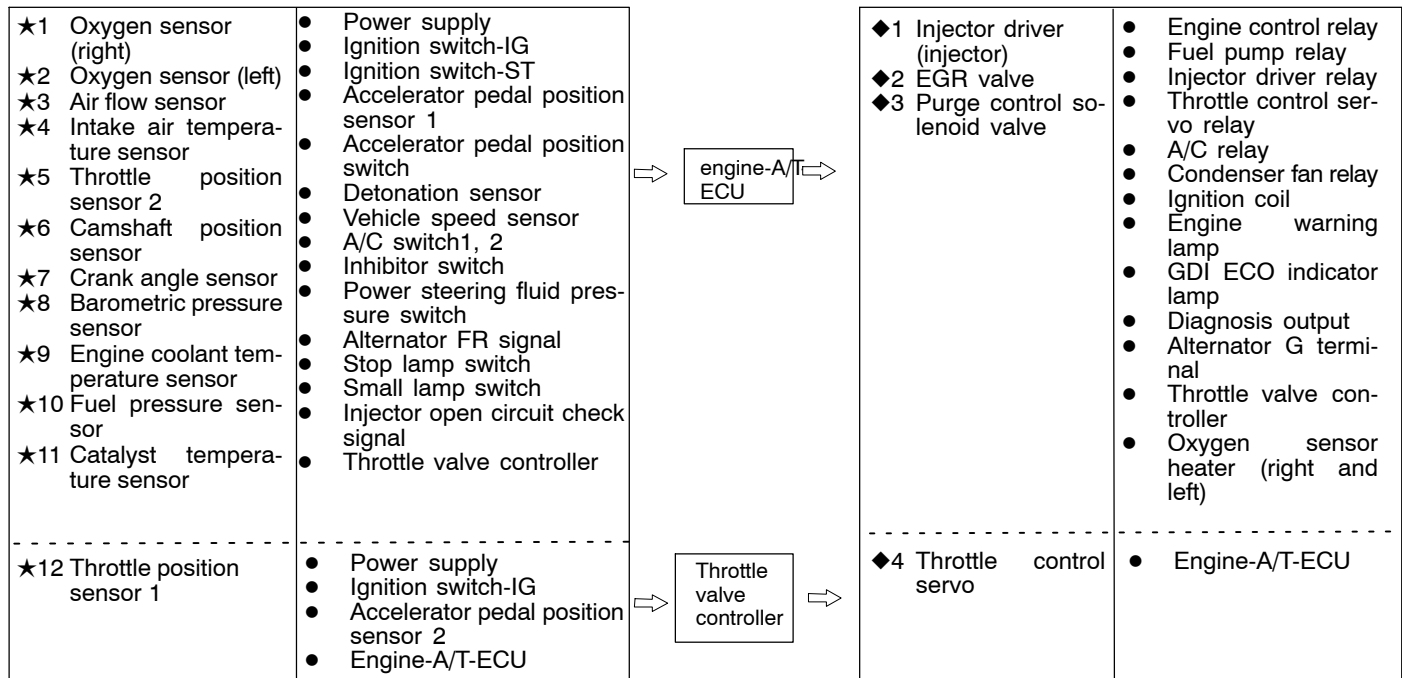 ★1 Oxygen sensor
(right)
★2 Oxygen sensor (left)
★3 Air flow sensor
★4 Intake air tempera-
ture sensor
★5 Throttle position
sensor 2
★6 Camshaft position
sensor
★7 Crank angle sensor
★8 Barometric pressure
sensor
★9 Engine coolant tem-
perature sensor
★10 Fuel pressure sen-
sor
★11 Catalyst tempera-
ture sensor
● Power supply
● Ignition switch-IG
● Ignition switch-ST
● Accelerator pedal position
sensor 1
● Accelerator pedal position
switch
● Detonation sensor
● Vehicle speed sensor
● A/C switch1, 2
● Inhibitor switch
● Power steering fluid pres-
sure switch
● Alternator FR signal
● Stop lamp switch
● Small lamp switch
● Injector open circuit check
signal
● Throttle valve controller
engine-A/T-
ECU
◆1 Injector driver
(injector)
◆2 EGR valve
◆3 Purge control so-
lenoid valve
● Engine control relay
● Fuel pump relay
● Injector driver relay
● Throttle control ser-
vo relay
● A/C relay
● Condenser fan relay
● Ignition coil
● Engine warning
lamp
● GDI ECO indicator
lamp
● Diagnosis output
● Alternator G termi-
nal
● Throttle valve con-
troller
● Oxygen sensor
heater (right and
left)
★12 Throttle position
sensor 1
● Power supply
● Ignition switch-IG
● Accelerator pedal position
sensor 2
● Engine-A/T-ECU
Throttle
valve
controller
◆4 Throttle control
servo
● Engine-A/T-ECU